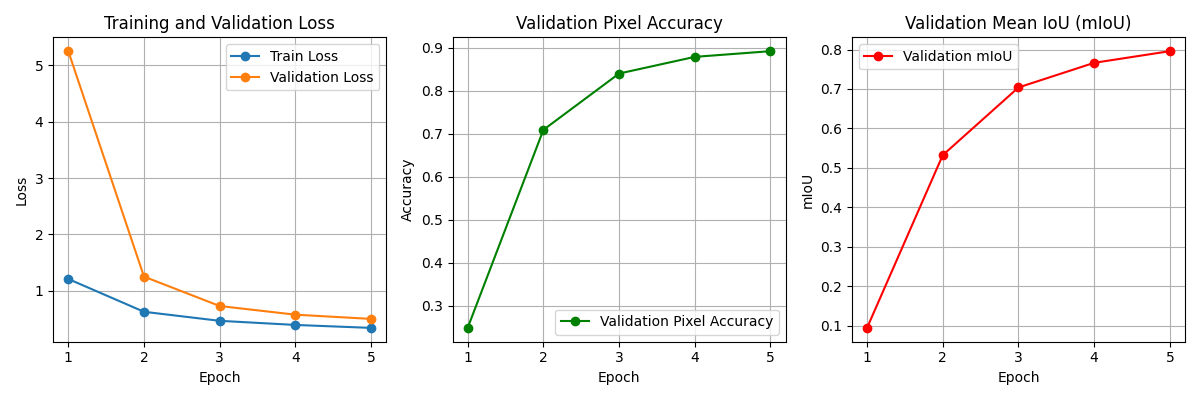 Training and Validation Loss
Train Loss
Validation Loss
5
4
3
2
1
Loss
1 2 3 4 5
Epoch
Validation Pixel Accuracy
0.9
0.8
0.7
0.6
0.5
0.4
0.3
Accuracy
Validation Pixel Accuracy
1 2 3 4 5
Epoch
Validation Mean IoU (mIoU)
Validation mIoU
0.8
0.7
0.6
0.5
0.4
0.3
0.2
0.1
mIoU
1 2 3 4 5
Epoch